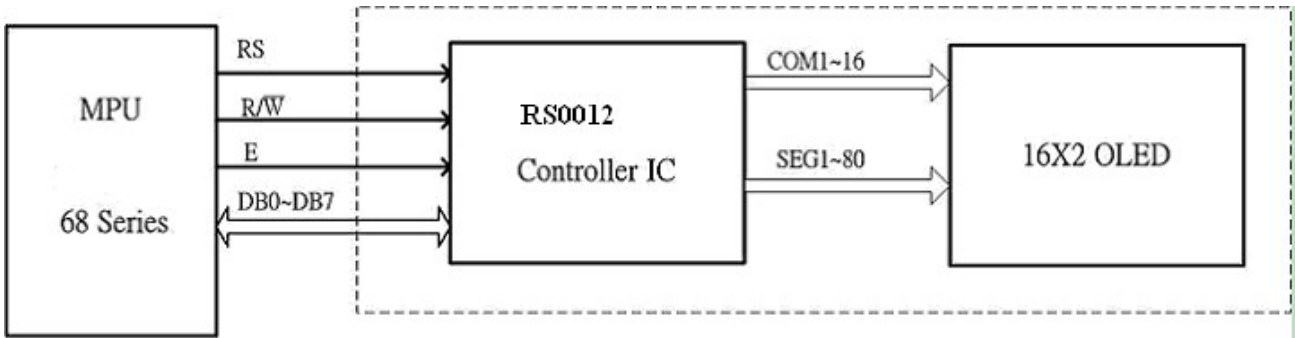 MPU
68 Series
RS
R/W̅
E
DB0~DB7
RS0012
Controller IC
COM1~16
SEG1~80
16X2 OLED